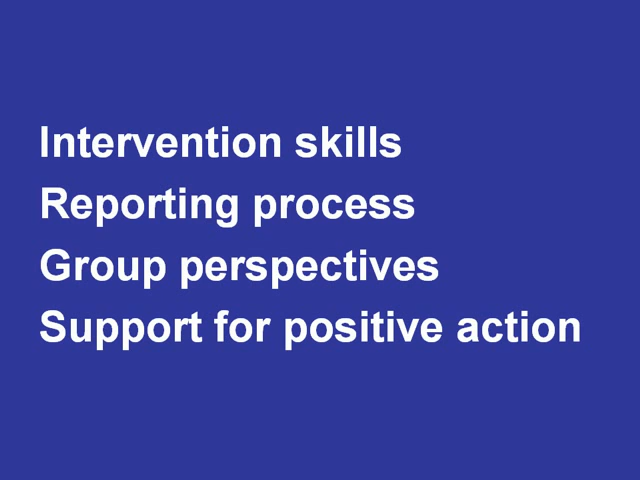 Intervention skills
Reporting process
Group perspectives
Support for positive action